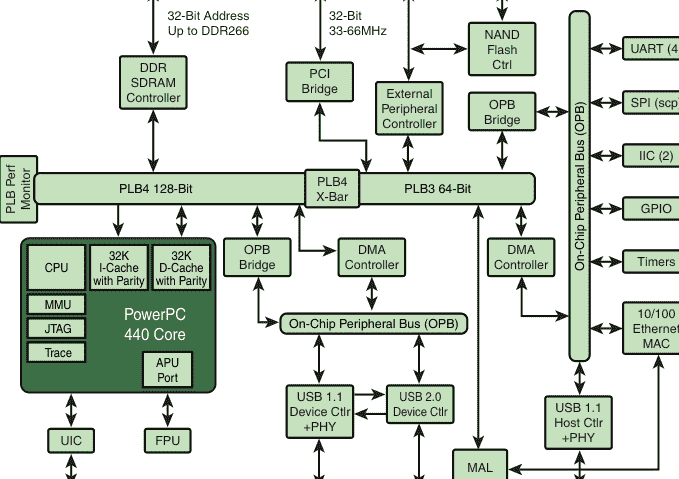 32-Bit Address
Up to DDR266
32-Bit
33-66MHz
NAND
Flash
Ctrl
UART (4
DDR
SDRAM
Controller
PCI
Bridge
External
Peripheral
Controller
OPB
Bridge
SPI (scp)
On-Chip Peripheral Bus (OPB)
IIC (2)
PLB Perf
Monitor
PLB4 128-Bit
PLB4
X-Bar
PLB3 64-Bit
GPIO
CPU
32K
I-Cache
with Parity
32K
D-Cache
with Parity
OPB
Bridge
DMA
Controller
DMA
Controller
Timers
MMU
JTAG
Trace
PowerPC
440 Core
APU
Port
On-Chip Peripheral Bus (OPB)
10/100
Ethernet
MAC
USB 1.1
Device Ctlr
+PHY
USB 2.0
Device Ctlr
USB 1.1
Host Ctlr
+PHY
UIC
FPU
MAL